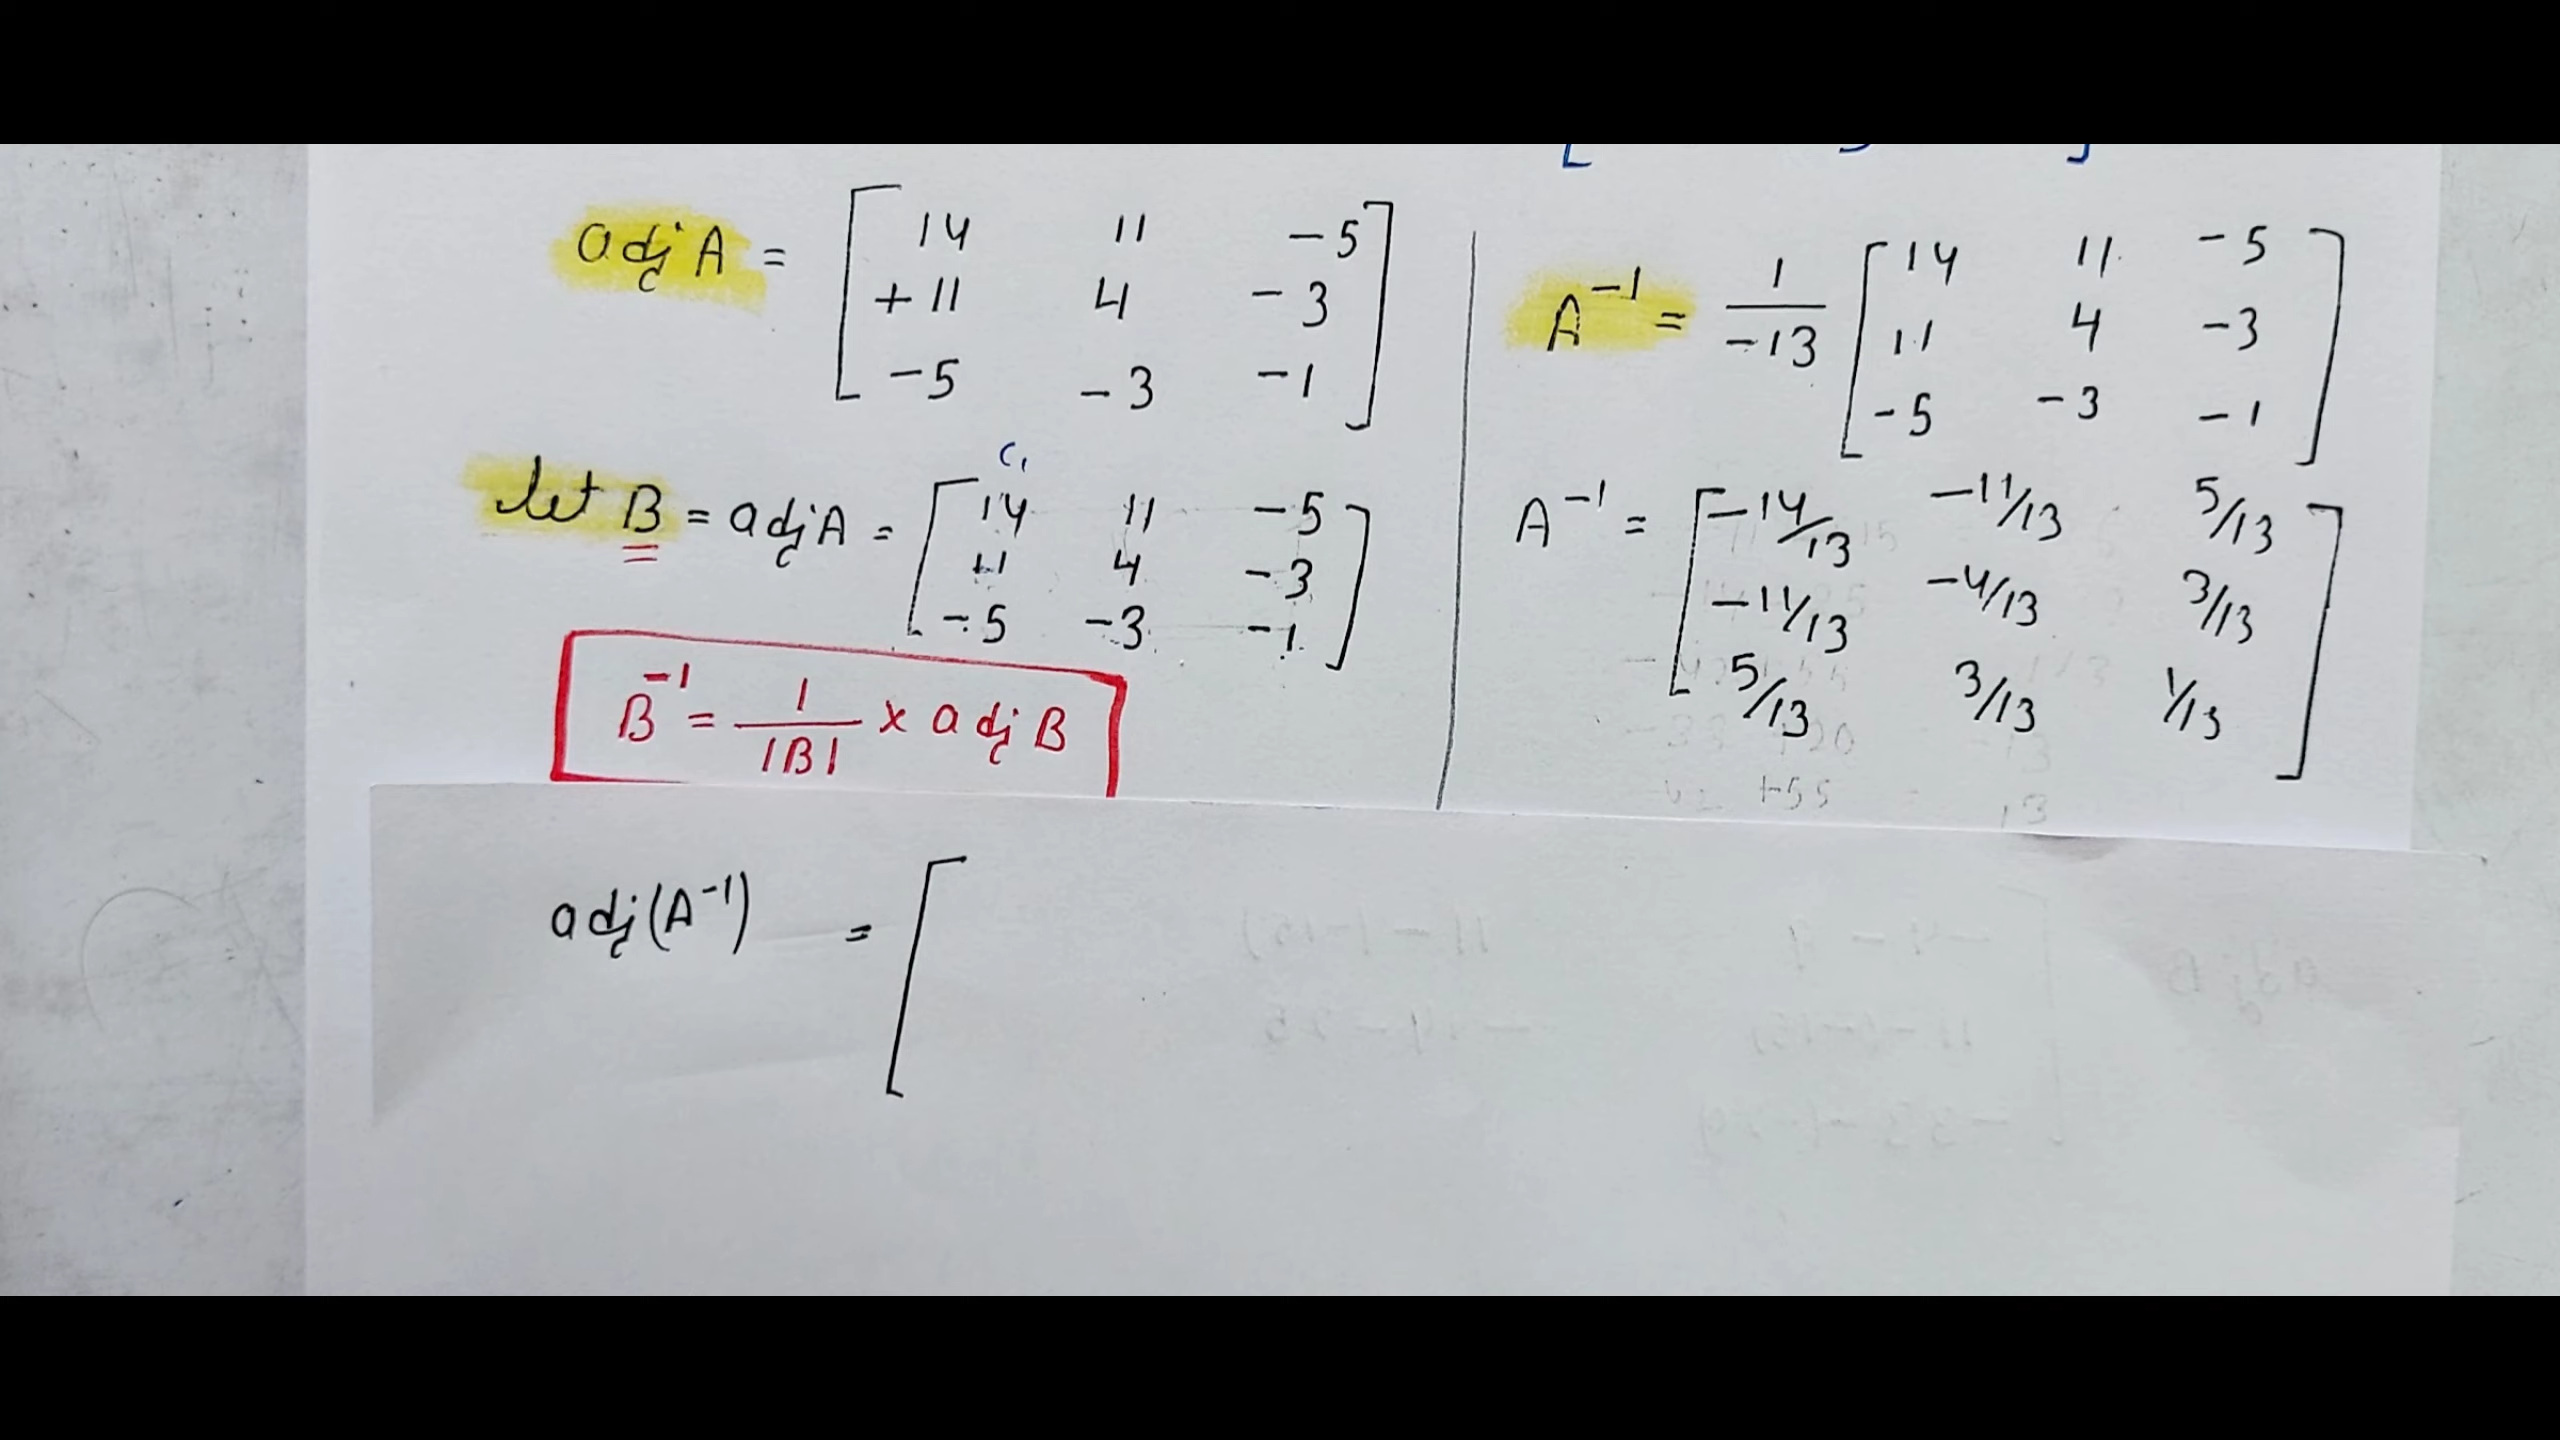 adj A = [ 14 11 -5
+11 4 -3
-5 -3 -1 ]
let B = adj A = [ 14 11 -5
11 4 -3
-5 -3 -1 ]
C₁
B⁻¹ = 1/|B| × adj B
A⁻¹ = 1/-13 [ 14 11 -5
11 4 -3
-5 -3 -1 ]
A⁻¹ = [ -14/13 -11/13 5/13
-11/13 -4/13 3/13
5/13 3/13 1/13 ]
adj(A⁻¹) = [